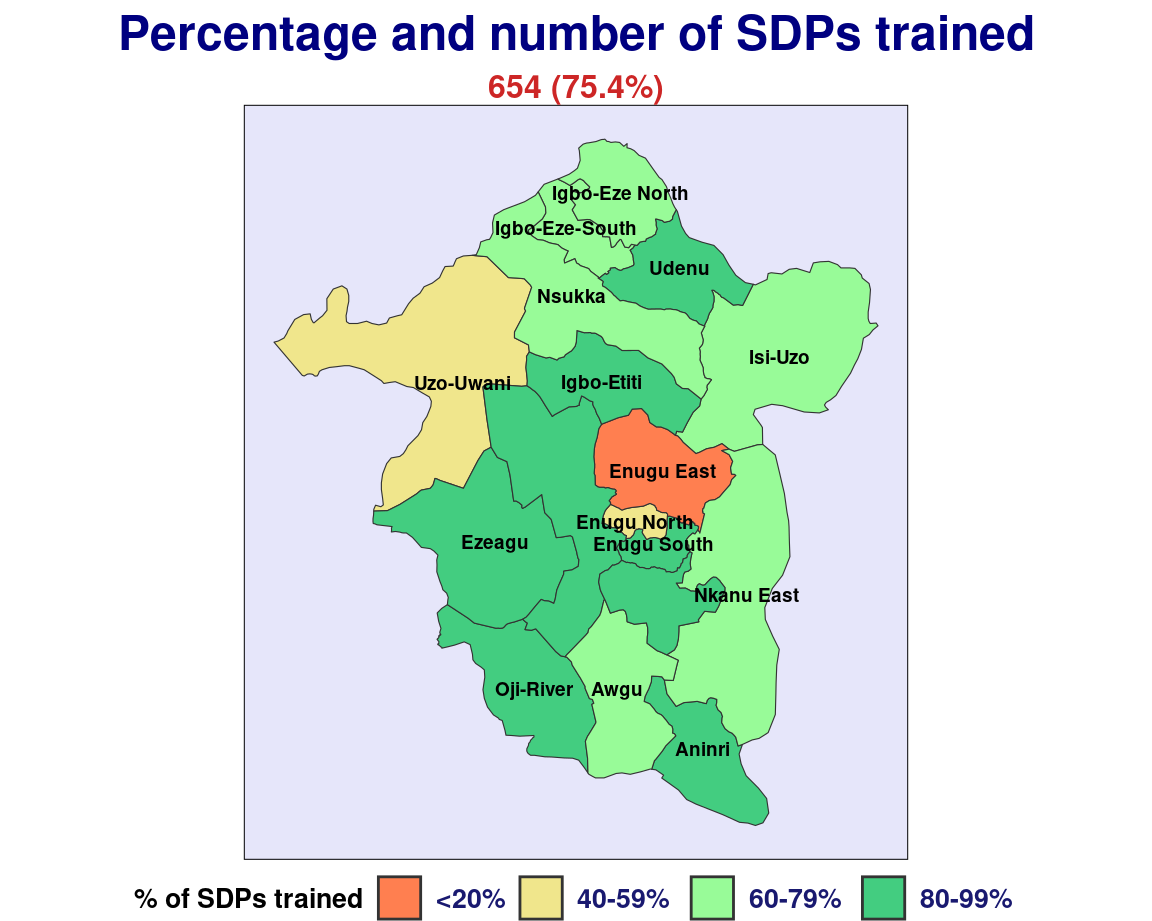 Percentage and number of SDPs trained
654 (75.4%)
Igbo-Eze North
Igbo-Eze-South
Udenu
Nsukka
Isi-Uzo
Uzo-Uwani
Igbo-Etiti
Enugu East
Enugu North
Ezeagu
Enugu South
Nkanu East
Oji-River
Awgu
Aninri
% of SDPs trained <20% 40-59% 60-79% 80-99%